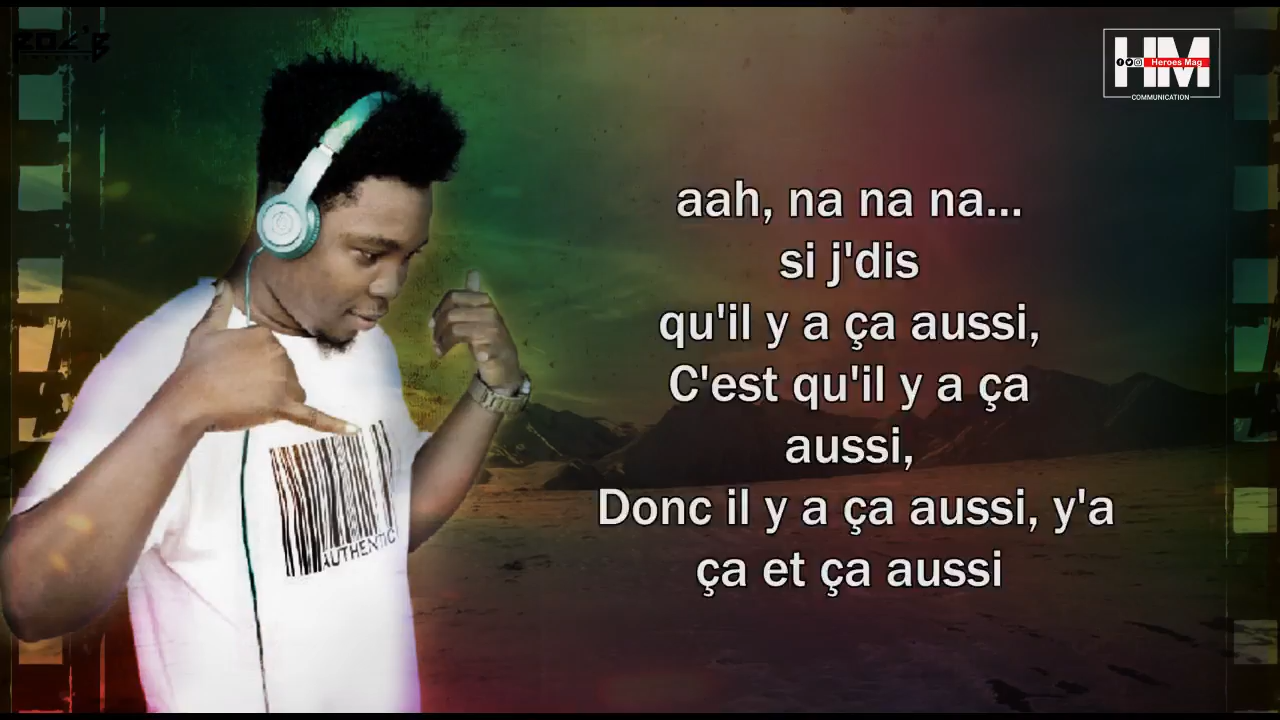 HM
Heroes Mag
COMMUNICATION
aah, na na na...
si j'dis
qu'il y a ça aussi,
C'est qu'il y a ça
aussi,
Donc il y a ça aussi, y'a
ça et ça aussi
AUTHENTIC